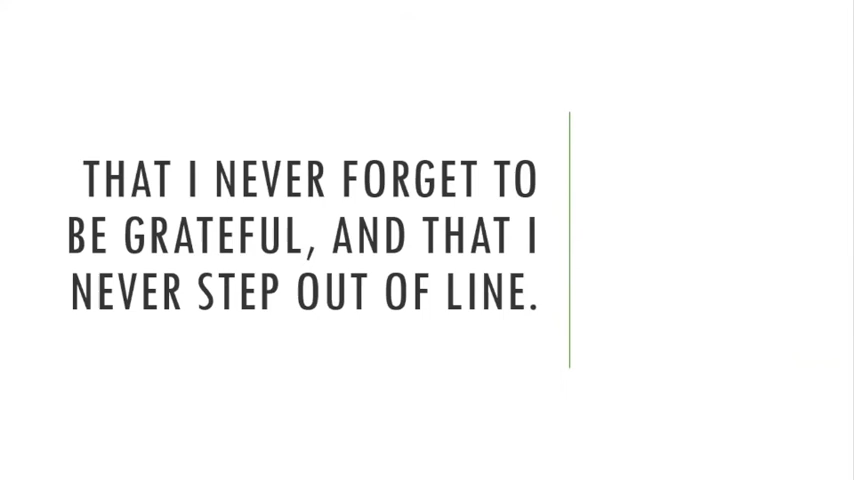 THAT I NEVER FORGET TO
BE GRATEFUL, AND THAT I
NEVER STEP OUT OF LINE.